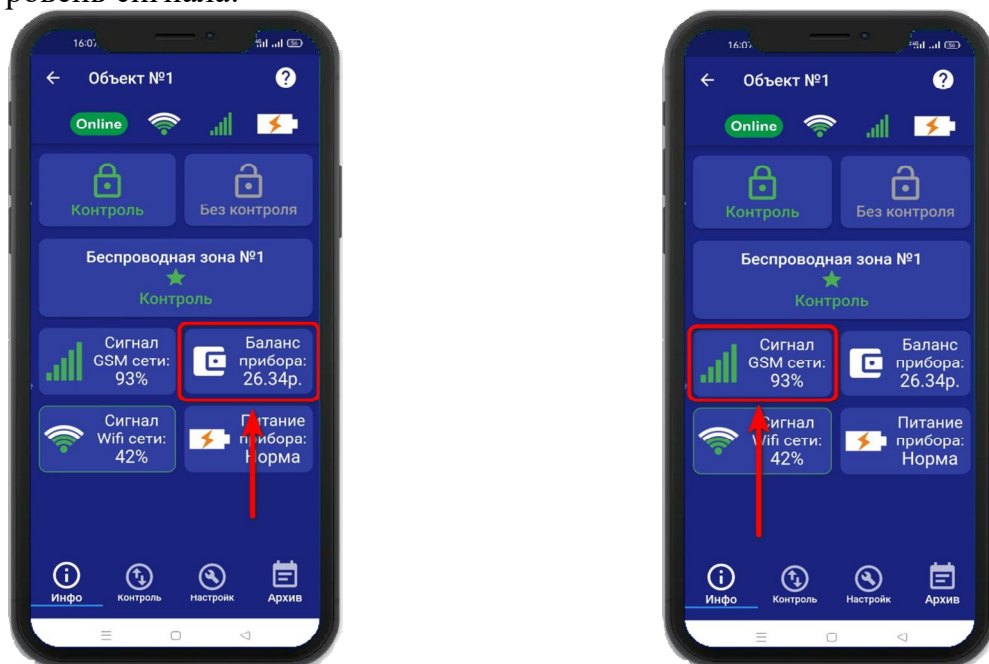 ровень сигнала.
16:07
Объект №1
?
Online
Контроль
Без контроля
Беспроводная зона №1
Контроль
Сигнал
GSM сети:
93%
Баланс
прибора:
26.34р.
Сигнал
Wifi сети:
42%
Питание
прибора:
Норма
Инфо
Контроль
Настройк
Архив
16:07
Объект №1
?
Online
Контроль
Без контроля
Беспроводная зона №1
Контроль
Сигнал
GSM сети:
93%
Баланс
прибора:
26.34р.
Сигнал
Wifi сети:
42%
Питание
прибора:
Норма
Инфо
Контроль
Настройк
Архив